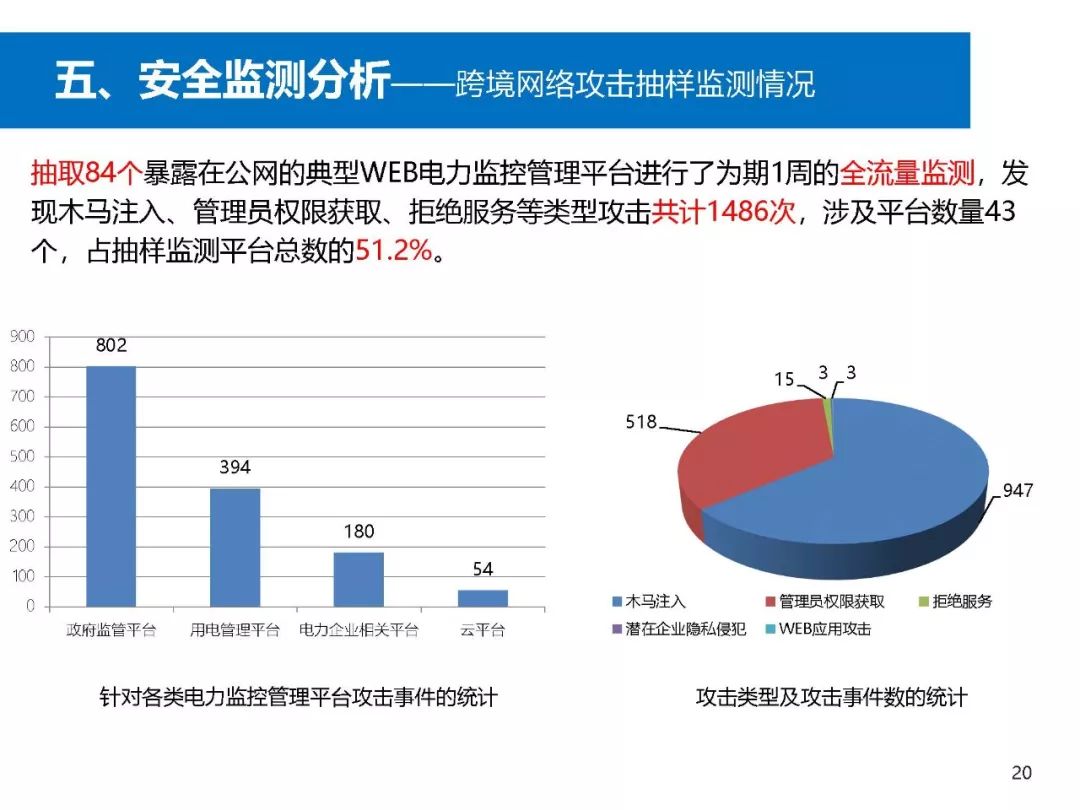 五、安全监测分析——跨境网络攻击抽样监测情况
抽取84个暴露在公网的典型WEB电力监控管理平台进行了为期1周的全流量监测，发
现木马注入、管理员权限获取、拒绝服务等类型攻击共计1486次，涉及平台数量43
个，占抽样监测平台总数的51.2%。
900
800
700
600
500
400
300
200
100
0
802
394
180
54
政府监管平台 用电管理平台 电力企业相关平台 云平台
针对各类电力监控管理平台攻击事件的统计
15 3 3
518
947
木马注入 管理员权限获取 拒绝服务
潜在企业隐私侵犯 WEB应用攻击
攻击类型及攻击事件数的统计
20